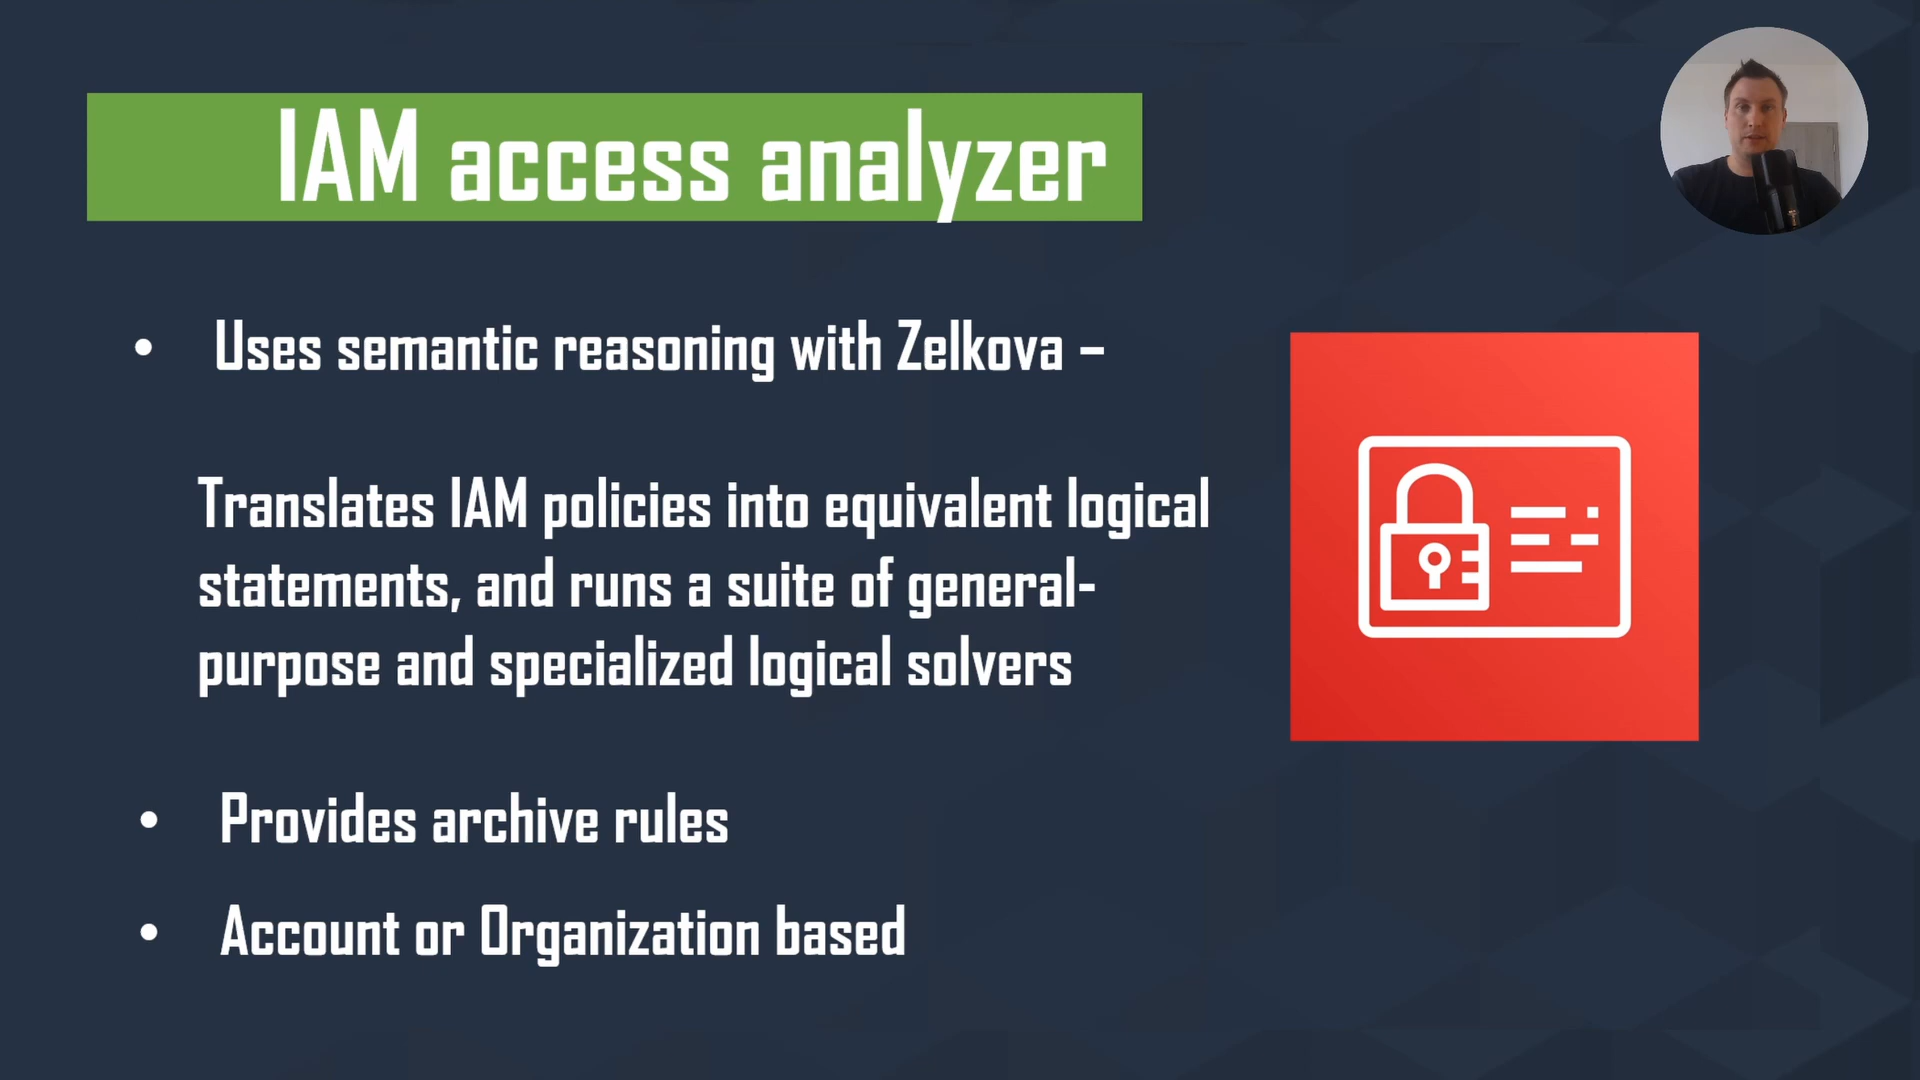 IAM access analyzer
• Uses semantic reasoning with Zelkova –
Translates IAM policies into equivalent logical
statements, and runs a suite of general-
purpose and specialized logical solvers
• Provides archive rules
• Account or Organization based